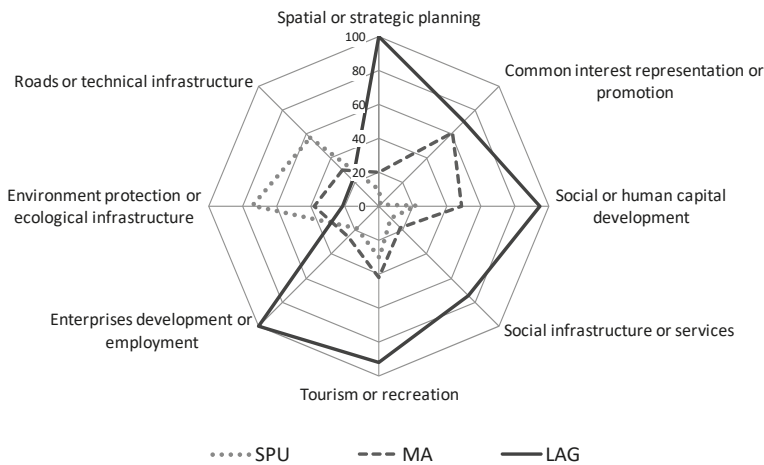 Spatial or strategic planning
100
80
60
40
20
0
Common interest representation or
promotion
Social or human capital
development
Social infrastructure or services
Tourism or recreation
Enterprises development or
employment
Environment protection or
ecological infrastructure
Roads or technical infrastructure
SPU MA LAG